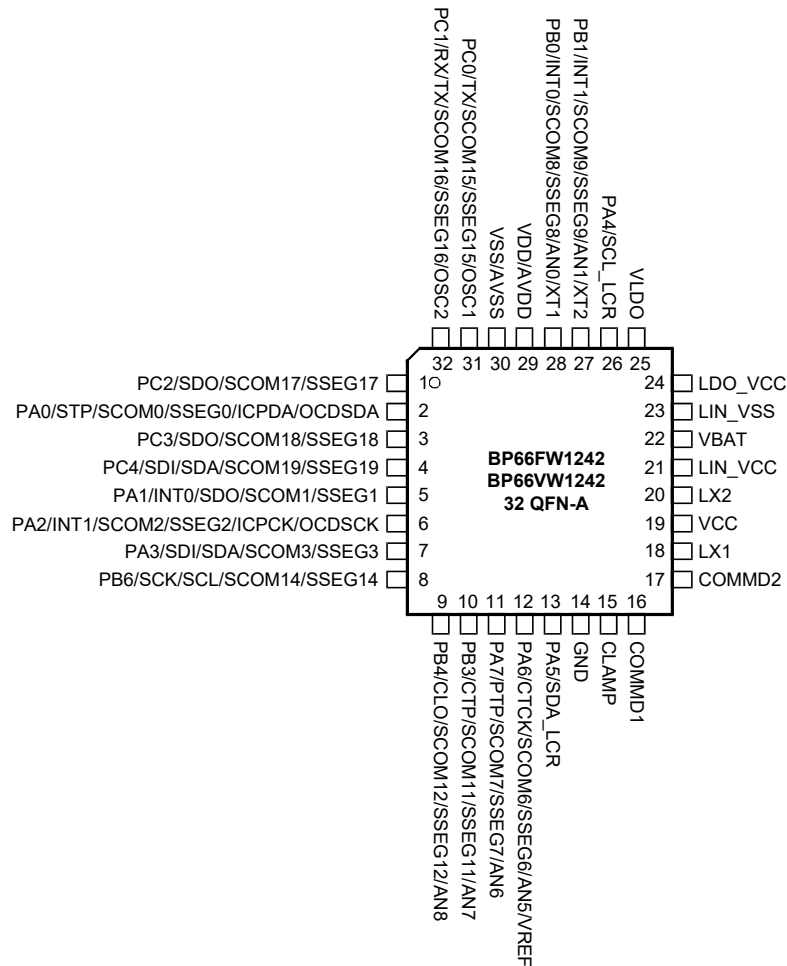 PC1/RX/TX/SCOM16/SSEG16/OSC2
PC0/TX/SCOM15/SSEG15/OSC1
VSS/AVSS
VDD/AVDD
PB0/INT0/SCOM8/SSEG8/AN0/XT1
PB1/INT1/SCOM9/SSEG9/AN1/XT2
PA4/SCL_LCR
VLDO
32 31 30 29 28 27 26 25
PC2/SDO/SCOM17/SSEG17 1
PA0/STP/SCOM0/SSEG0/ICPDA/OCDSDA 2
PC3/SDO/SCOM18/SSEG18 3
PC4/SDI/SDA/SCOM19/SSEG19 4
PA1/INT0/SDO/SCOM1/SSEG1 5
PA2/INT1/SCOM2/SSEG2/ICPCK/OCDSCK 6
PA3/SDI/SDA/SCOM3/SSEG3 7
PB6/SCK/SCL/SCOM14/SSEG14 8
BP66FW1242
BP66VW1242
32 QFN-A
24 LDO_VCC
23 LIN_VSS
22 VBAT
21 LIN_VCC
20 LX2
19 VCC
18 LX1
17 COMMD2
9 10 11 12 13 14 15 16
PB4/CLO/SCOM12/SSEG12/AN8
PB3/CTP/SCOM11/SSEG11/AN7
PA7/PTP/SCOM7/SSEG7/AN6
PA6/CTCK/SCOM6/SSEG6/AN5/VREF
PA5/SDA_LCR
GND
CLAMP
COMMD1